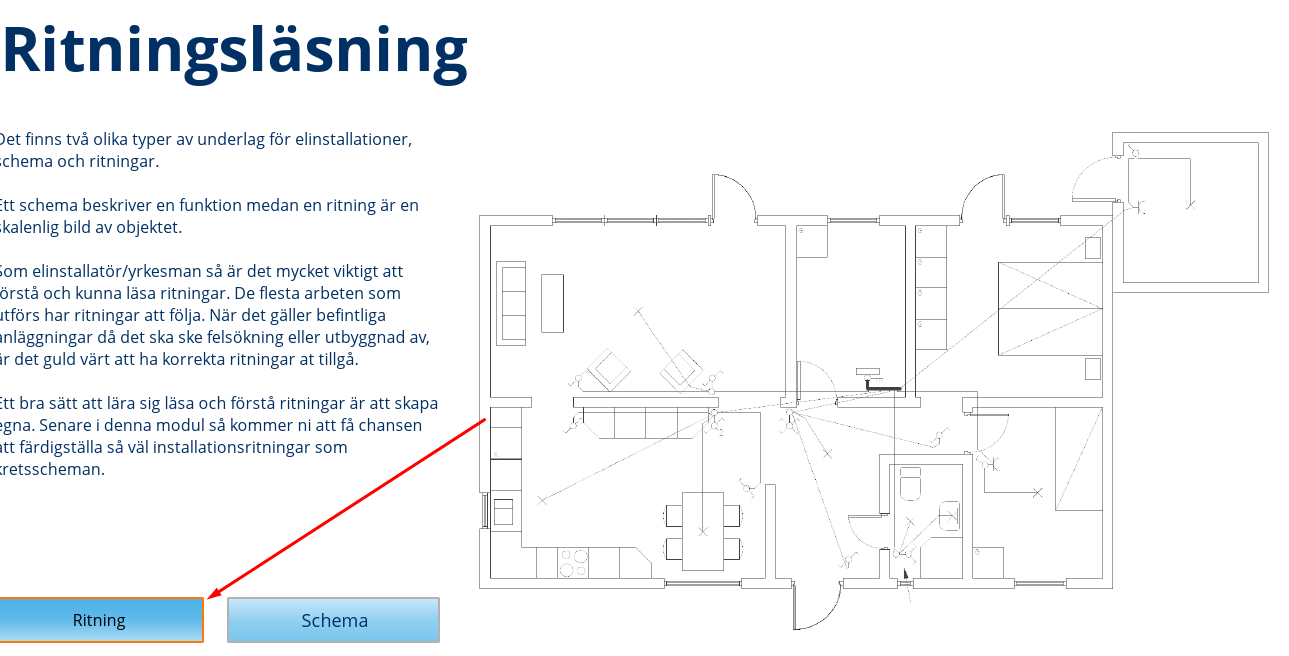 Ritningsläsning
Det finns två olika typer av underlag för elinstallationer,
schema och ritningar.
Ett schema beskriver en funktion medan en ritning är en
skalenlig bild av objektet.
Som elinstallatör/yrkesman så är det mycket viktigt att
förstå och kunna läsa ritningar. De flesta arbeten som
utförs har ritningar att följa. När det gäller befintliga
anläggningar då det ska ske felsökning eller utbyggnad av,
är det guld värt att ha korrekta ritningar at tillgå.
Ett bra sätt att lära sig läsa och förstå ritningar är att skapa
egna. Senare i denna modul så kommer ni att få chansen
att färdigställa så väl installationsritningar som
kretsscheman.
Ritning
Schema